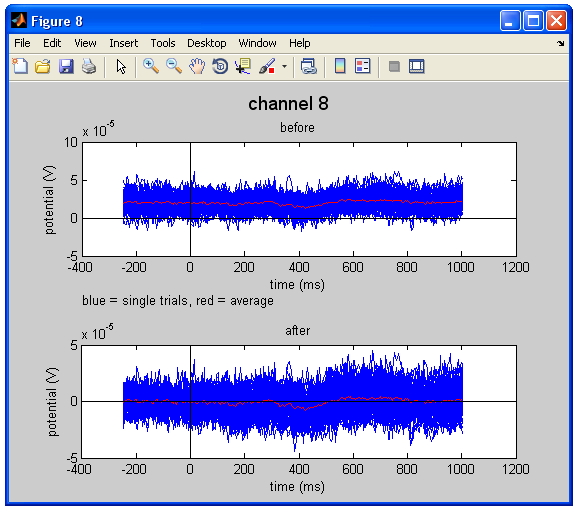 Figure 8
File Edit View Insert Tools Desktop Window Help
channel 8
before
x 10^-5
10
5
0
-5
potential (V)
-400 -200 0 200 400 600 800 1000 1200
time (ms)
blue = single trials, red = average
after
x 10^-5
5
0
-5
potential (V)
-400 -200 0 200 400 600 800 1000 1200
time (ms)